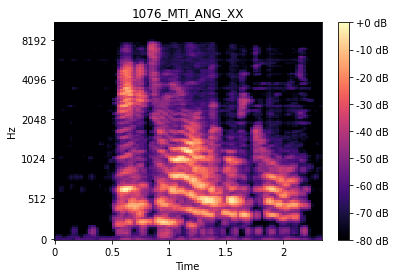 1076_MTI_ANG_XX
8192
4096
2048
1024
512
0
Hz
0
0.5
1
1.5
2
Time
+0 dB
-10 dB
-20 dB
-30 dB
-40 dB
-50 dB
-60 dB
-70 dB
-80 dB